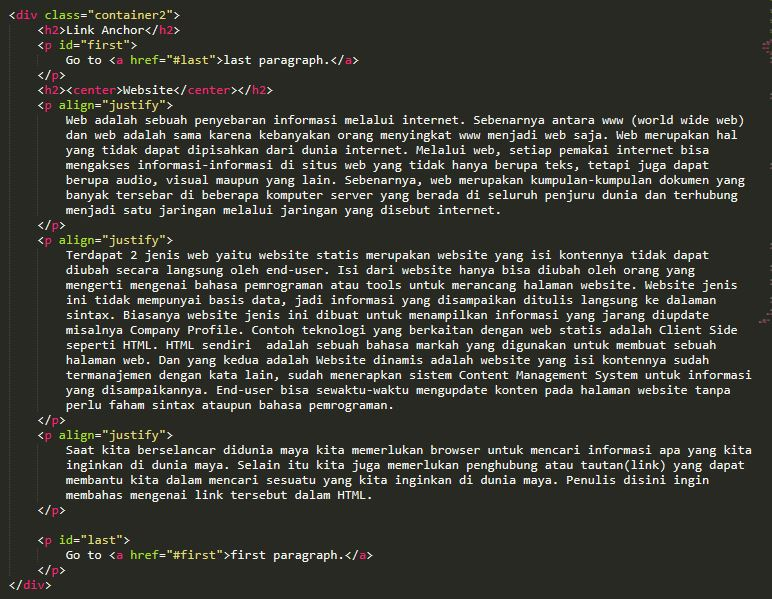 <div class="container2">
    <h2>Link Anchor</h2>
    <p id="first">
        Go to <a href="#last">last paragraph.</a>
    </p>
    <h2><center>Website</center></h2>
    <p align="justify">
        Web adalah sebuah penyebaran informasi melalui internet. Sebenarnya antara www (world wide web)
        dan web adalah sama karena kebanyakan orang menyingkat www menjadi web saja. Web merupakan hal
        yang tidak dapat dipisahkan dari dunia internet. Melalui web, setiap pemakai internet bisa
        mengakses informasi-informasi di situs web yang tidak hanya berupa teks, tetapi juga dapat
        berupa audio, visual maupun yang lain. Sebenarnya, web merupakan kumpulan-kumpulan dokumen yang
        banyak tersebar di beberapa komputer server yang berada di seluruh penjuru dunia dan terhubung
        menjadi satu jaringan melalui jaringan yang disebut internet.
    </p>
    <p align="justify">
        Terdapat 2 jenis web yaitu website statis merupakan website yang isi kontennya tidak dapat
        diubah secara langsung oleh end-user. Isi dari website hanya bisa diubah oleh orang yang
        mengerti mengenai bahasa pemrograman atau tools untuk merancang halaman website. Website jenis
        ini tidak mempunyai basis data, jadi informasi yang disampaikan ditulis langsung ke dalaman
        sintax. Biasanya website jenis ini dibuat untuk menampilkan informasi yang jarang diupdate
        misalnya Company Profile. Contoh teknologi yang berkaitan dengan web statis adalah Client Side
        seperti HTML. HTML sendiri  adalah sebuah bahasa markah yang digunakan untuk membuat sebuah
        halaman web. Dan yang kedua adalah Website dinamis adalah website yang isi kontennya sudah
        termanajemen dengan kata lain, sudah menerapkan sistem Content Management System untuk informasi
        yang disampaikannya. End-user bisa sewaktu-waktu mengupdate konten pada halaman website tanpa
        perlu faham sintax ataupun bahasa pemrograman.
    </p>
    <p align="justify">
        Saat kita berselancar didunia maya kita memerlukan browser untuk mencari informasi apa yang kita
        inginkan di dunia maya. Selain itu kita juga memerlukan penghubung atau tautan(link) yang dapat
        membantu kita dalam mencari sesuatu yang kita inginkan di dunia maya. Penulis disini ingin
        membahas mengenai link tersebut dalam HTML.
    </p>

    <p id="last">
        Go to <a href="#first">first paragraph.</a>
    </p>
</div>